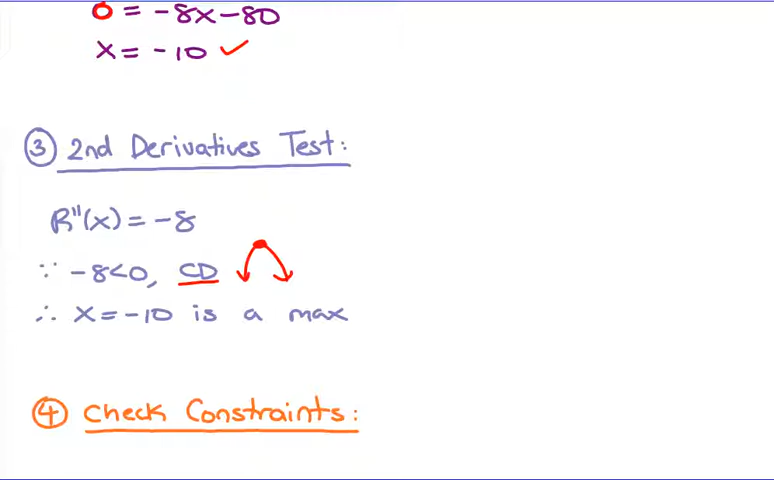 0 = -8x-80
x = -10 ✓
③ 2nd Derivatives Test:
R"(x) = -8
∵ -8<0, CD
∴ x=-10 is a max
④ Check Constraints: